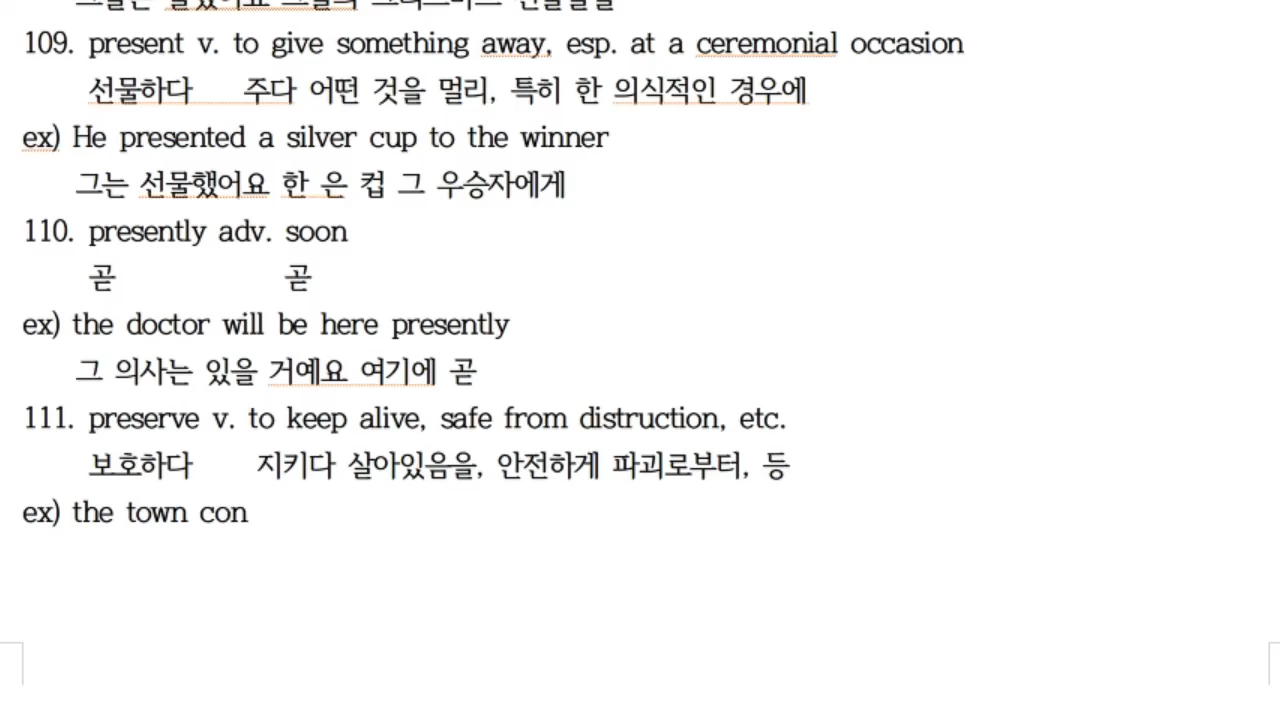 109. present v. to give something away, esp. at a ceremonial occasion
선물하다 주다 어떤 것을 멀리, 특히 한 의식적인 경우에
ex) He presented a silver cup to the winner
그는 선물했어요 한 은 컵 그 우승자에게
110. presently adv. soon
곧 곧
ex) the doctor will be here presently
그 의사는 있을 거예요 여기에 곧
111. preserve v. to keep alive, safe from distruction, etc.
보호하다 지키다 살아있음을, 안전하게 파괴로부터, 등
ex) the town con